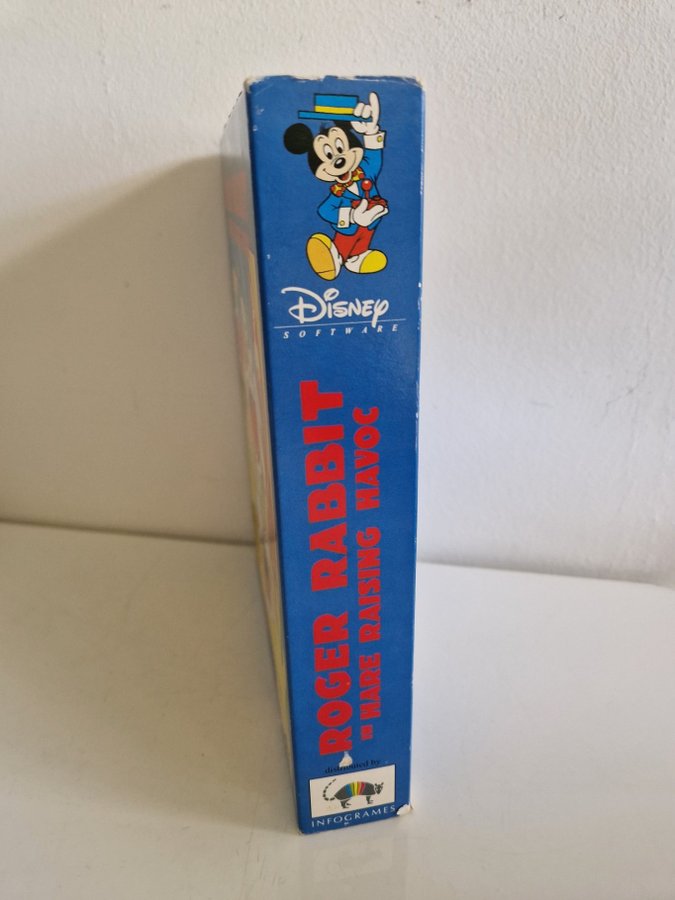 Disney
SOFTWARE
ROGER RABBIT
IN HARE RAISING HAVOC
distributed by
INFOGRAMES